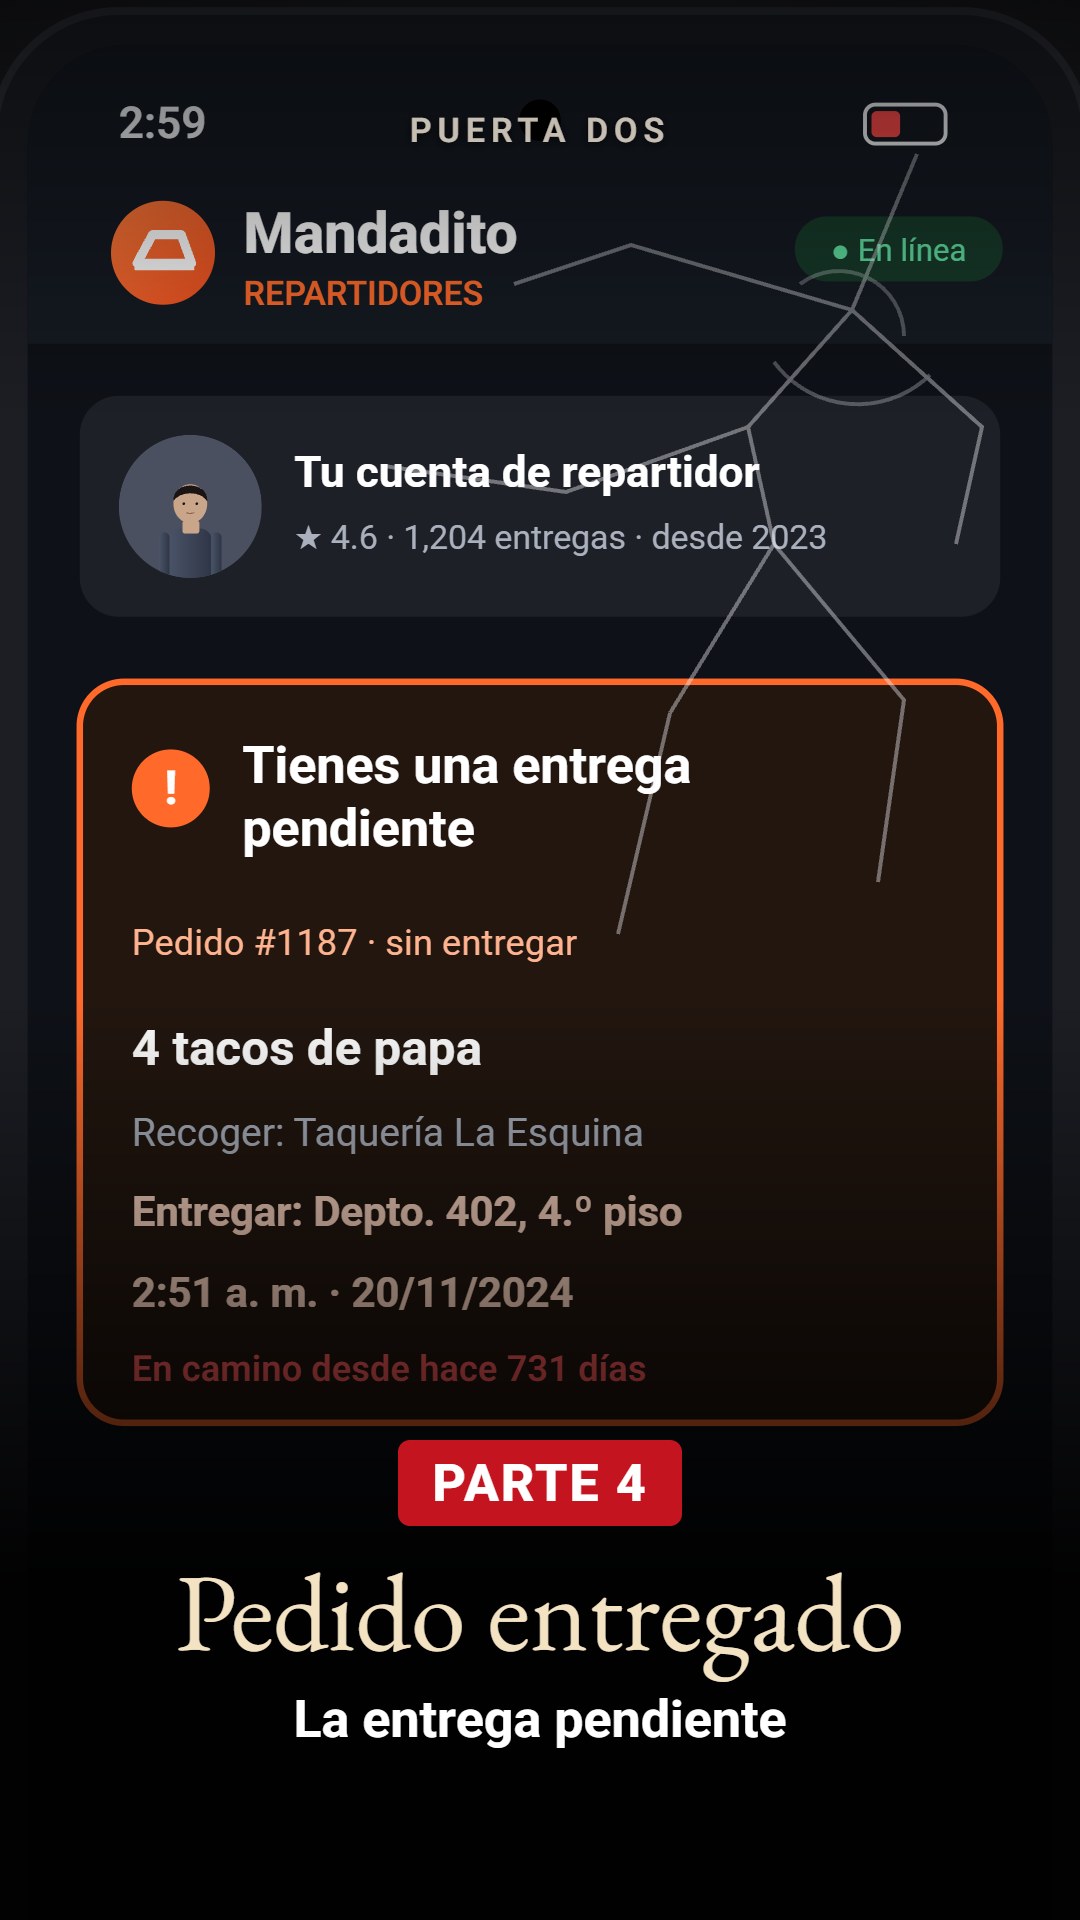 2:59
PUERTA DOS
Mandadito
REPARTIDORES
● En línea
Tu cuenta de repartidor
★ 4.6 · 1,204 entregas · desde 2023
!
Tienes una entrega
pendiente
Pedido #1187 · sin entregar
4 tacos de papa
Recoger: Taquería La Esquina
Entregar: Depto. 402, 4.º piso
2:51 a. m. · 20/11/2024
En camino desde hace 731 días
PARTE 4
Pedido entregado
La entrega pendiente